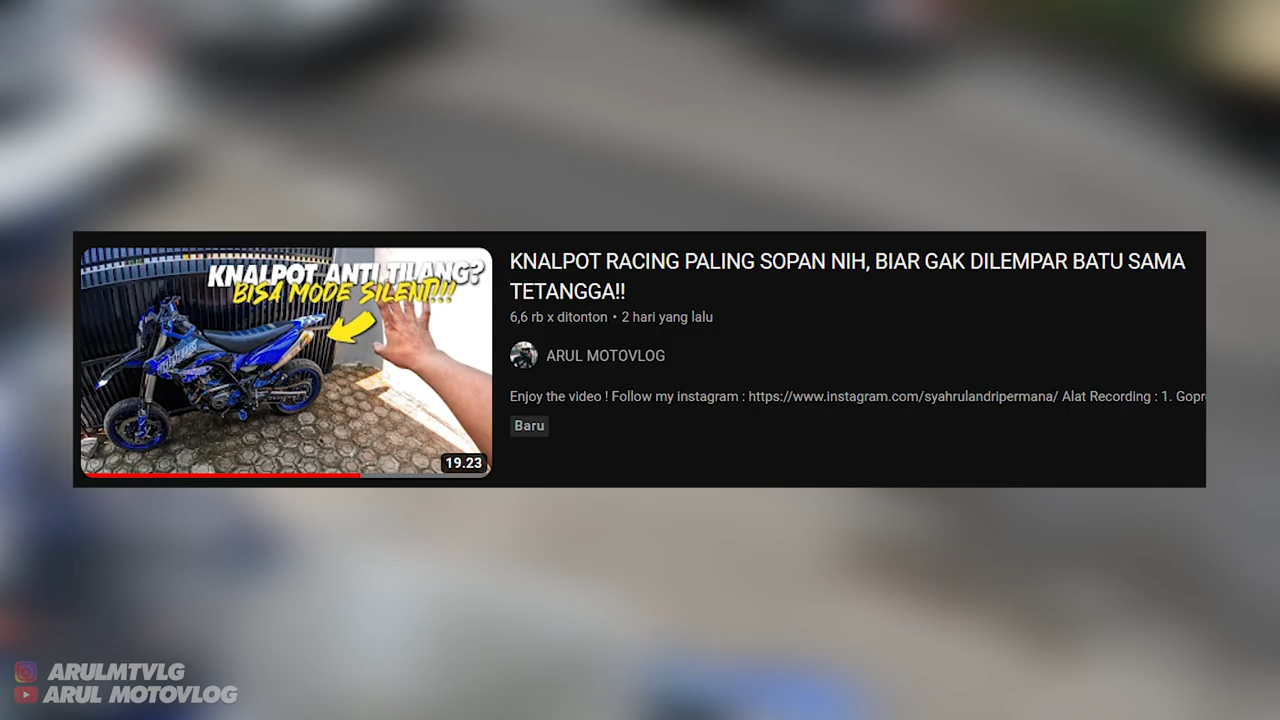 KNALPOT ANTI TILANG?
BISA MODE SILENT!!!
19.23
KNALPOT RACING PALING SOPAN NIH, BIAR GAK DILEMPAR BATU SAMA
TETANGGA!!
6,6 rb x ditonton • 2 hari yang lalu
ARUL MOTOVLOG
Enjoy the video ! Follow my instagram : https://www.instagram.com/syahrulandripermana/ Alat Recording : 1. Gopr
Baru
ARULMTVLG
ARUL MOTOVLOG